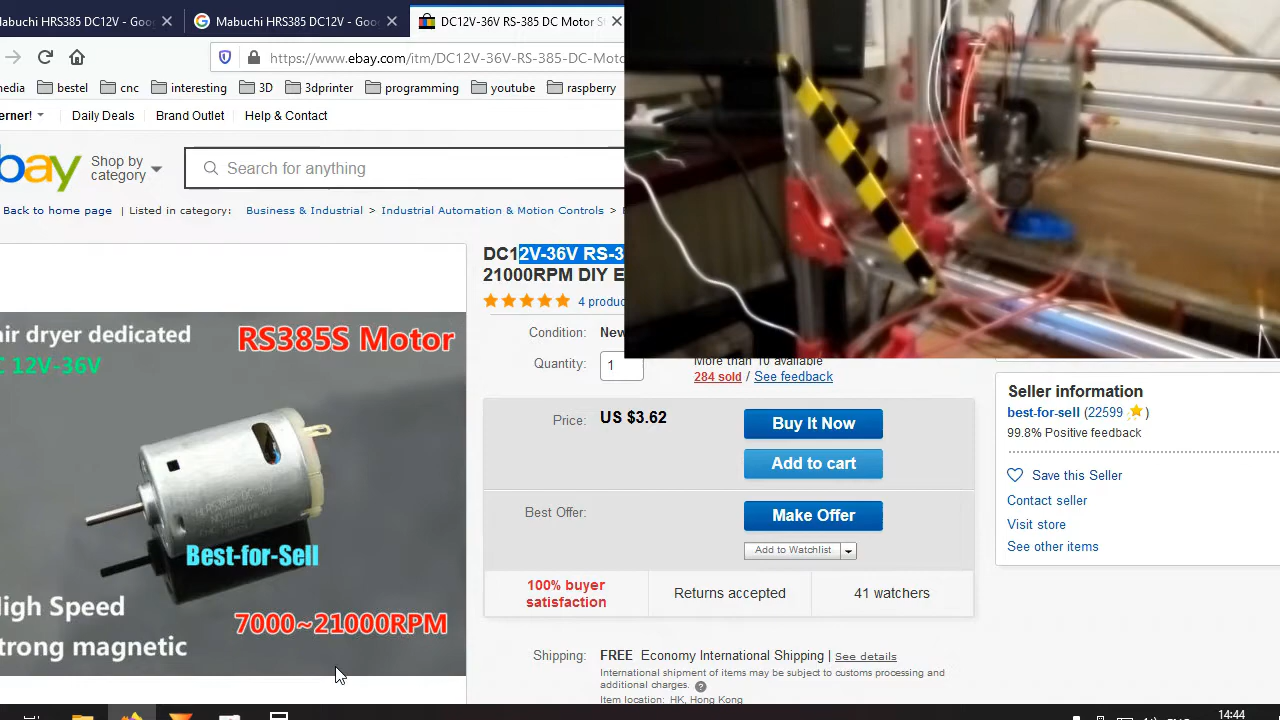 labuchi HRS385 DC12V - Goo
Mabuchi HRS385 DC12V - Goo
DC12V-36V RS-385 DC Motor S
https://www.ebay.com/itm/DC12V-36V-RS-385-DC-Moto
media
bestel
cnc
interesting
3D
3dprinter
programming
youtube
raspberry
erner!
Daily Deals
Brand Outlet
Help & Contact
bay
Shop by
category
Search for anything
Back to home page | Listed in category:
Business & Industrial > Industrial Automation & Motion Controls >
DC12V-36V RS-3
21000RPM DIY E
4 produc
air dryer dedicated
C 12V-36V
RS385S Motor
Best-for-Sell
High Speed
trong magnetic
7000~21000RPM
Condition: New
Quantity: 1
More than 10 available
284 sold / See feedback
Price: US $3.62
Buy It Now
Add to cart
Best Offer:
Make Offer
Add to Watchlist
100% buyer
satisfaction
Returns accepted
41 watchers
Shipping: FREE Economy International Shipping | See details
International shipment of items may be subject to customs processing and
additional charges. ?
Item location: HK, Hong Kong
Seller information
best-for-sell (22599 )
99.8% Positive feedback
Save this Seller
Contact seller
Visit store
See other items
14:44